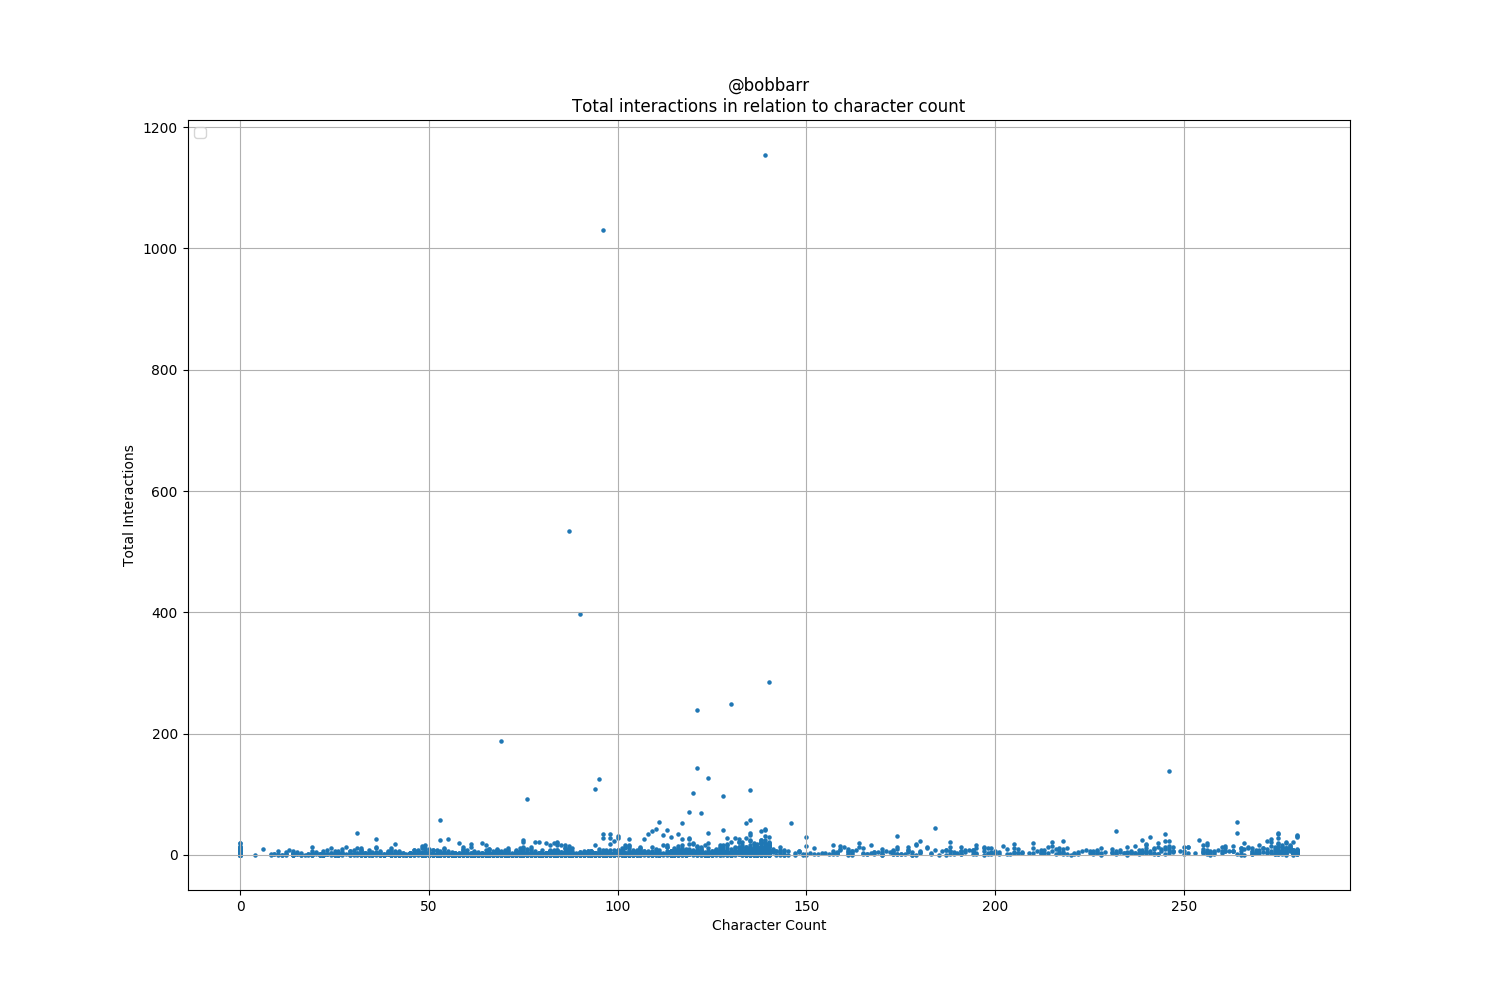 @bobbarr
Total interactions in relation to character count
1200
1000
800
600
400
200
0
Total Interactions
0 50 100 150 200 250
Character Count